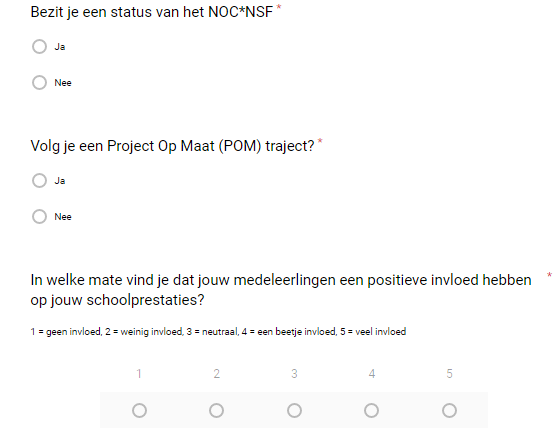 Bezit je een status van het NOC*NSF *
Ja
Nee
Volg je een Project Op Maat (POM) traject? *
Ja
Nee
In welke mate vind je dat jouw medeleerlingen een positieve invloed hebben *
op jouw schoolprestaties?
1 = geen invloed, 2 = weinig invloed, 3 = neutraal, 4 = een beetje invloed, 5 = veel invloed
1 2 3 4 5